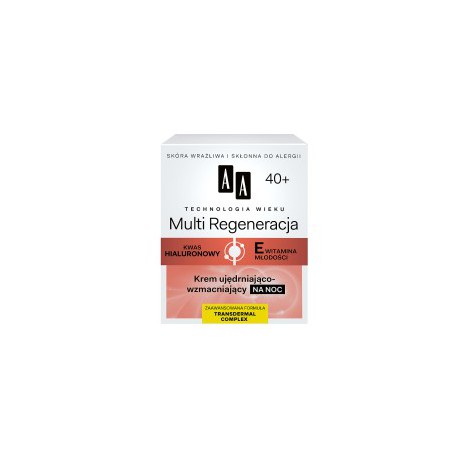 SKÓRA WRAŻLIWA I SKŁONNA DO ALERGII
AA 40+
TECHNOLOGIA WIEKU
Multi Regeneracja
KWAS
HIALURONOWY
E WITAMINA
MŁODOŚCI
Krem ujędrniająco-
wzmacniający NA NOC
ZAAWANSOWANA FORMUŁA
TRANSDERMAL
COMPLEX